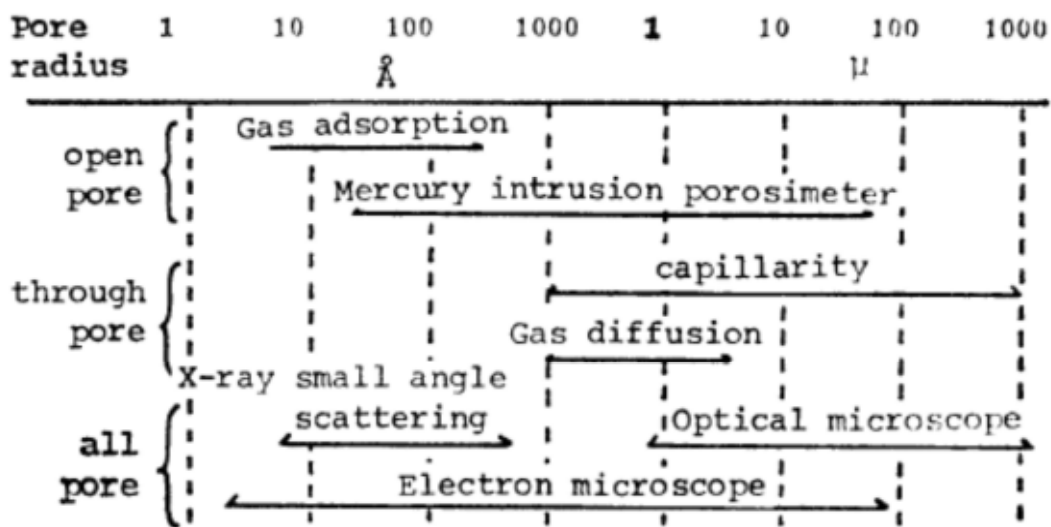 Pore 1 10 100 1000 1 10 100 1000
radius Å μ
Gas adsorption
open
pore
Mercury intrusion porosimeter
capillarity
through
pore
Gas diffusion
X-ray small angle
scattering Optical microscope
all
pore
Electron microscope